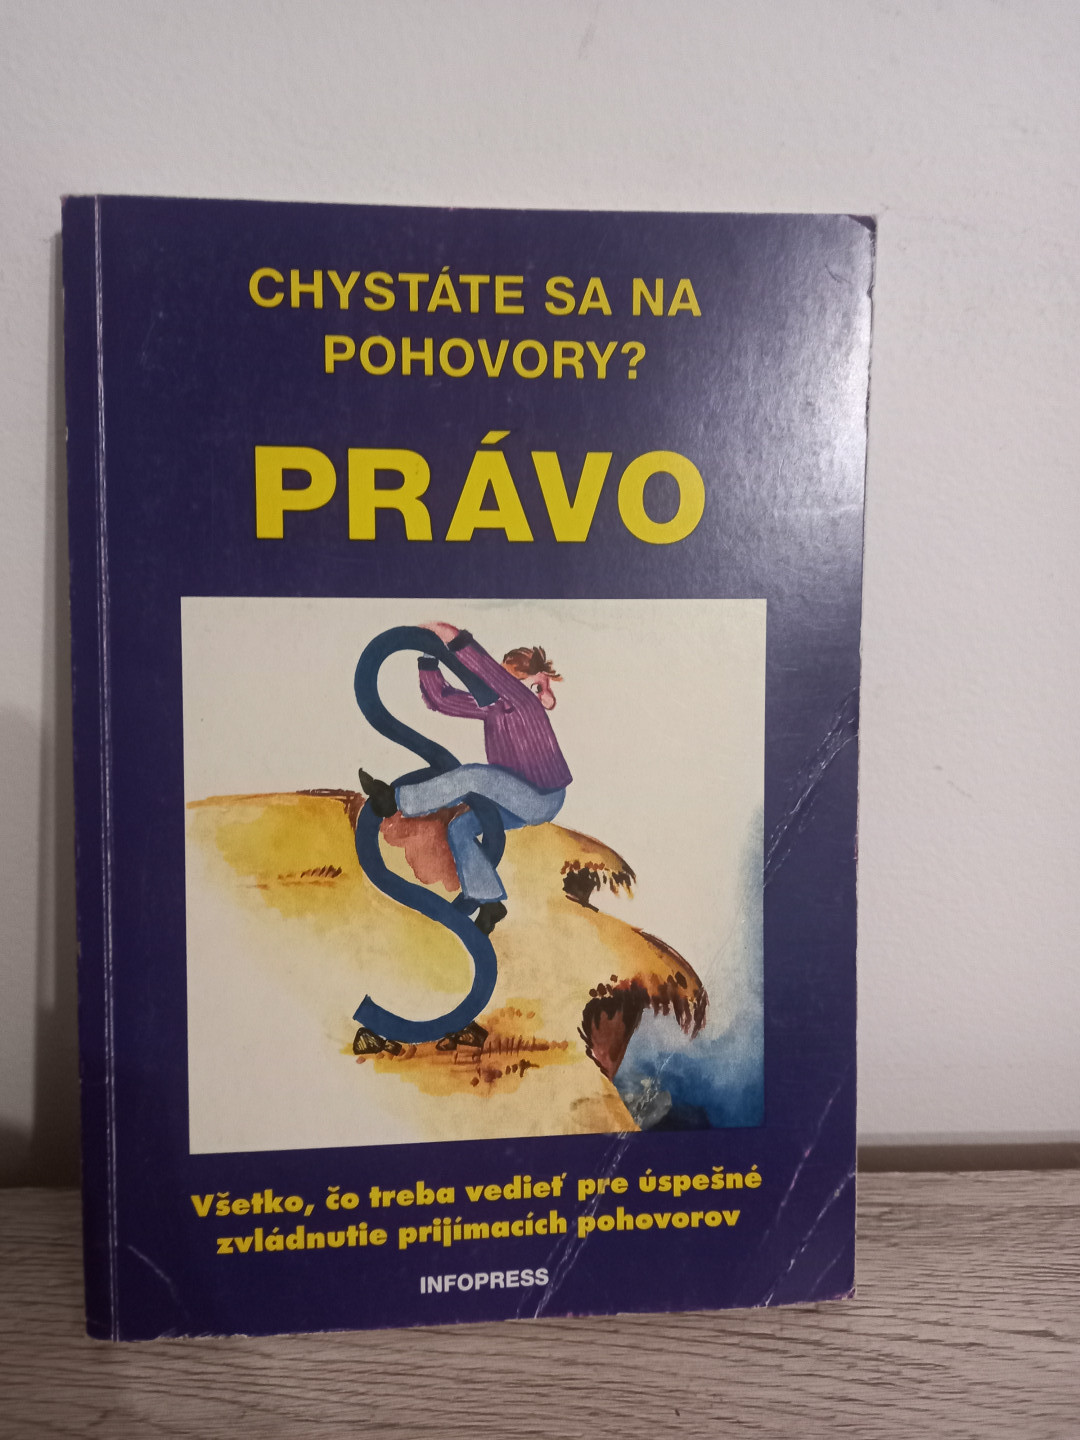 CHYSTÁTE SA NA
POHOVORY?
PRÁVO
Všetko, čo treba vedieť pre úspešné
zvládnutie prijímacích pohovorov
INFOPRESS